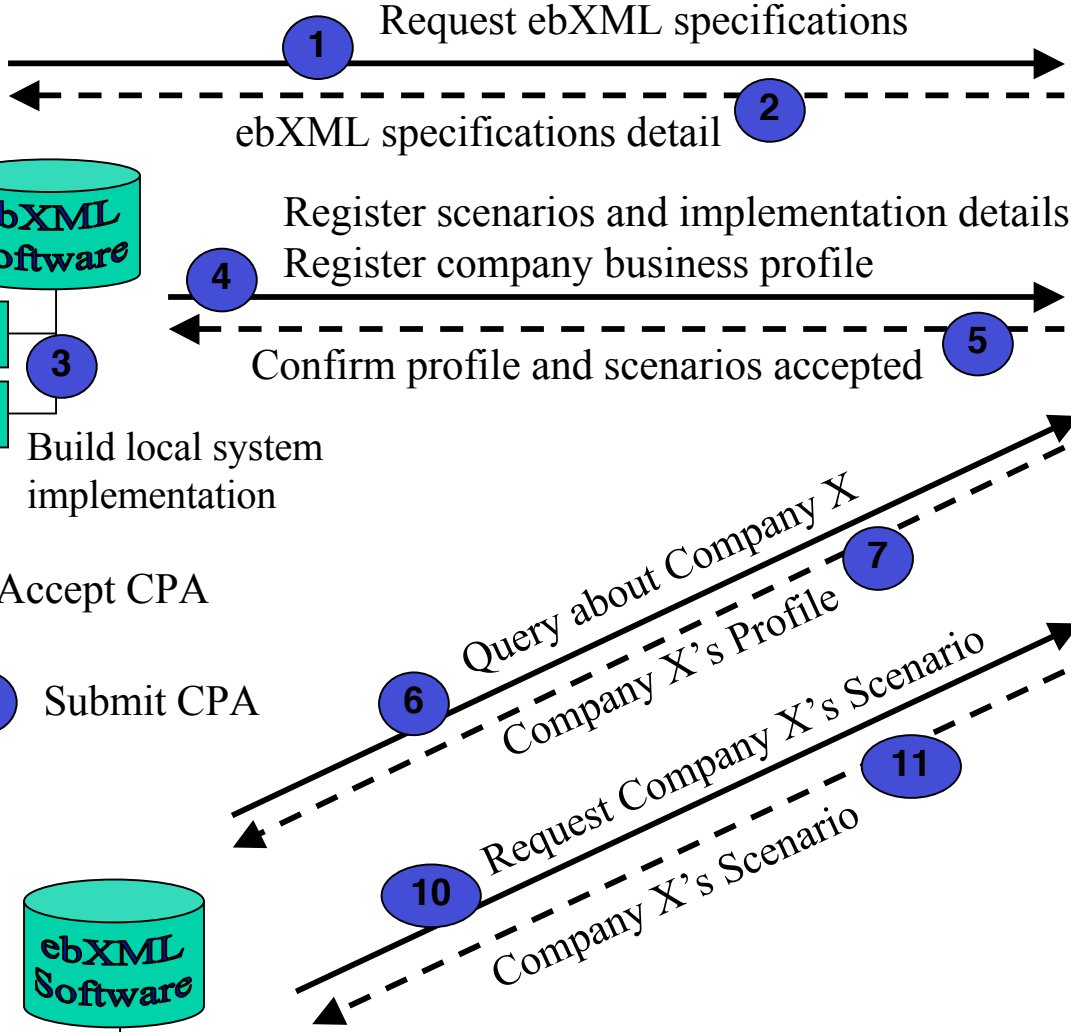 Request ebXML specifications
1
2
ebXML specifications detail
Register scenarios and implementation details
Register company business profile
4
5
Confirm profile and scenarios accepted
3
Build local system
implementation
Query about Company X
7
Accept CPA
Company X's Profile
6
Submit CPA
Request Company X's Scenario
11
10
Company X’s Scenario
ebXML
Software